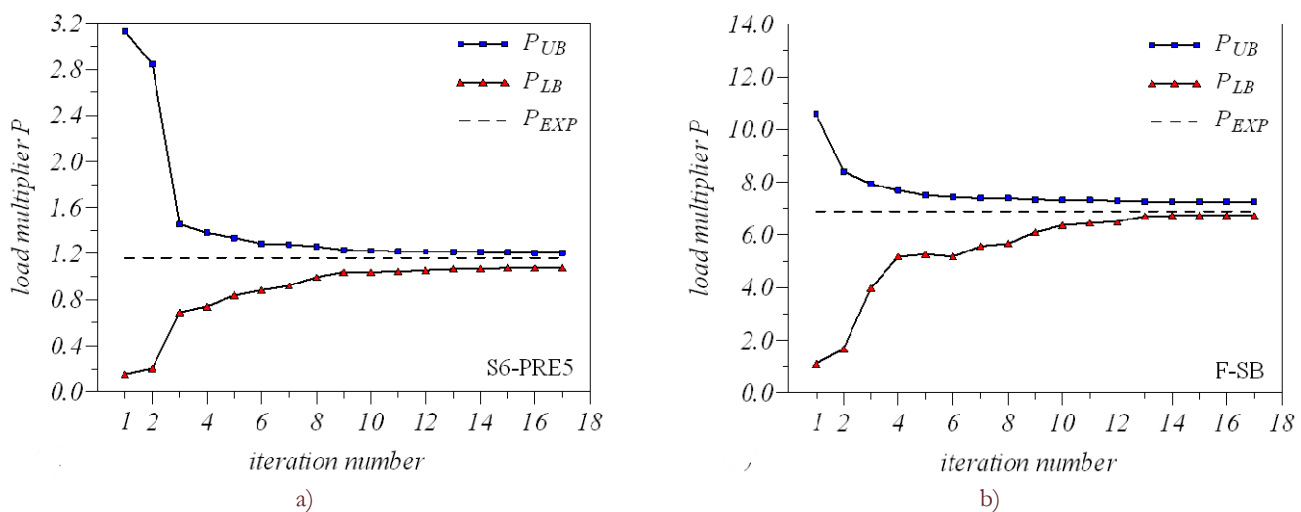 3.2
2.8
2.4
2.0
1.6
1.2
0.8
0.4
0.0
load multiplier P
P_UB
P_LB
P_EXP
S6-PRE5
1 2 4 6 8 10 12 14 16 18
iteration number
a)
14.0
12.0
10.0
8.0
6.0
4.0
2.0
0.0
load multiplier P
P_UB
P_LB
P_EXP
F-SB
1 2 4 6 8 10 12 14 16 18
iteration number
b)